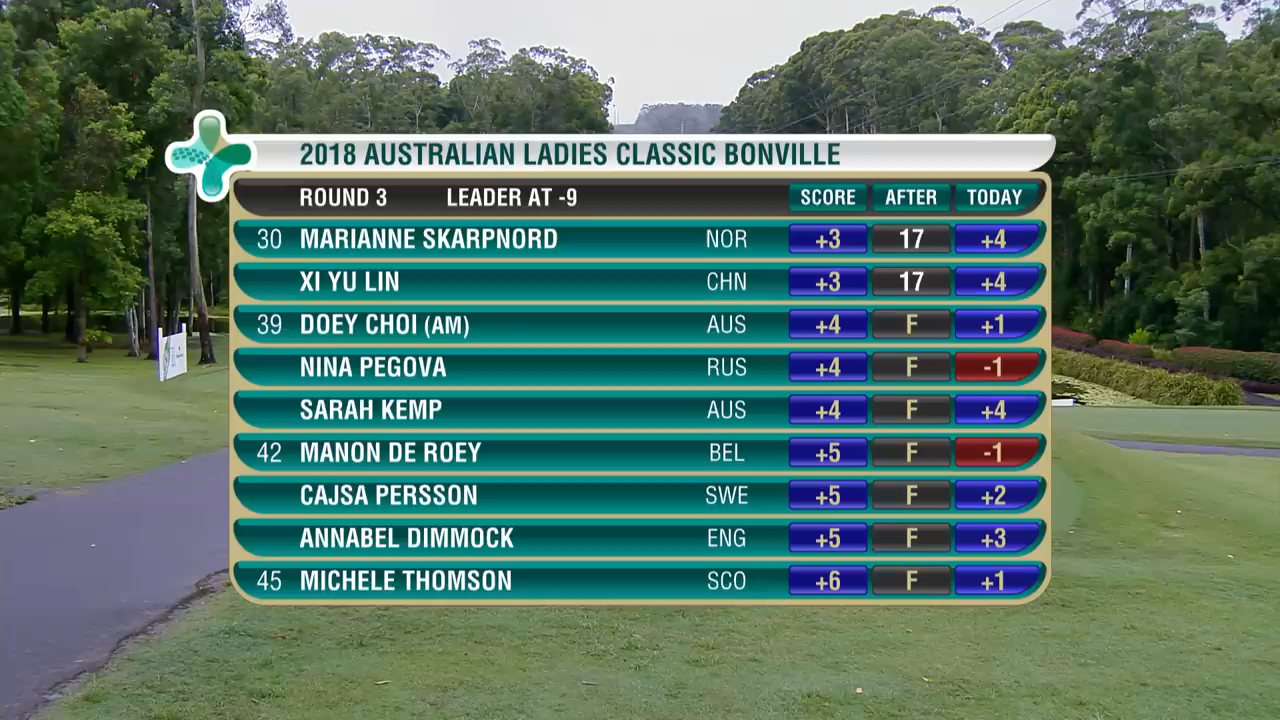 2018 AUSTRALIAN LADIES CLASSIC BONVILLE
ROUND 3 LEADER AT -9 SCORE AFTER TODAY
30 MARIANNE SKARPNORD NOR +3 17 +4
XI YU LIN CHN +3 17 +4
39 DOEY CHOI (AM) AUS +4 F +1
NINA PEGOVA RUS +4 F -1
SARAH KEMP AUS +4 F +4
42 MANON DE ROEY BEL +5 F -1
CAJSA PERSSON SWE +5 F +2
ANNABEL DIMMOCK ENG +5 F +3
45 MICHELE THOMSON SCO +6 F +1